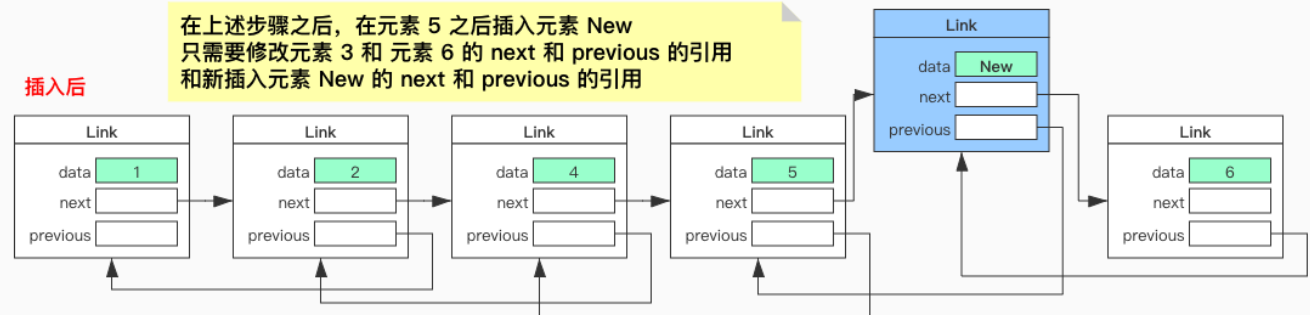 在上述步骤之后，在元素 5 之后插入元素 New
只需要修改元素 3 和 元素 6 的 next 和 previous 的引用
和新插入元素 New 的 next 和 previous 的引用
插入后
Link
data 1
next
previous
Link
data 2
next
previous
Link
data 4
next
previous
Link
data 5
next
previous
Link
data New
next
previous
Link
data 6
next
previous